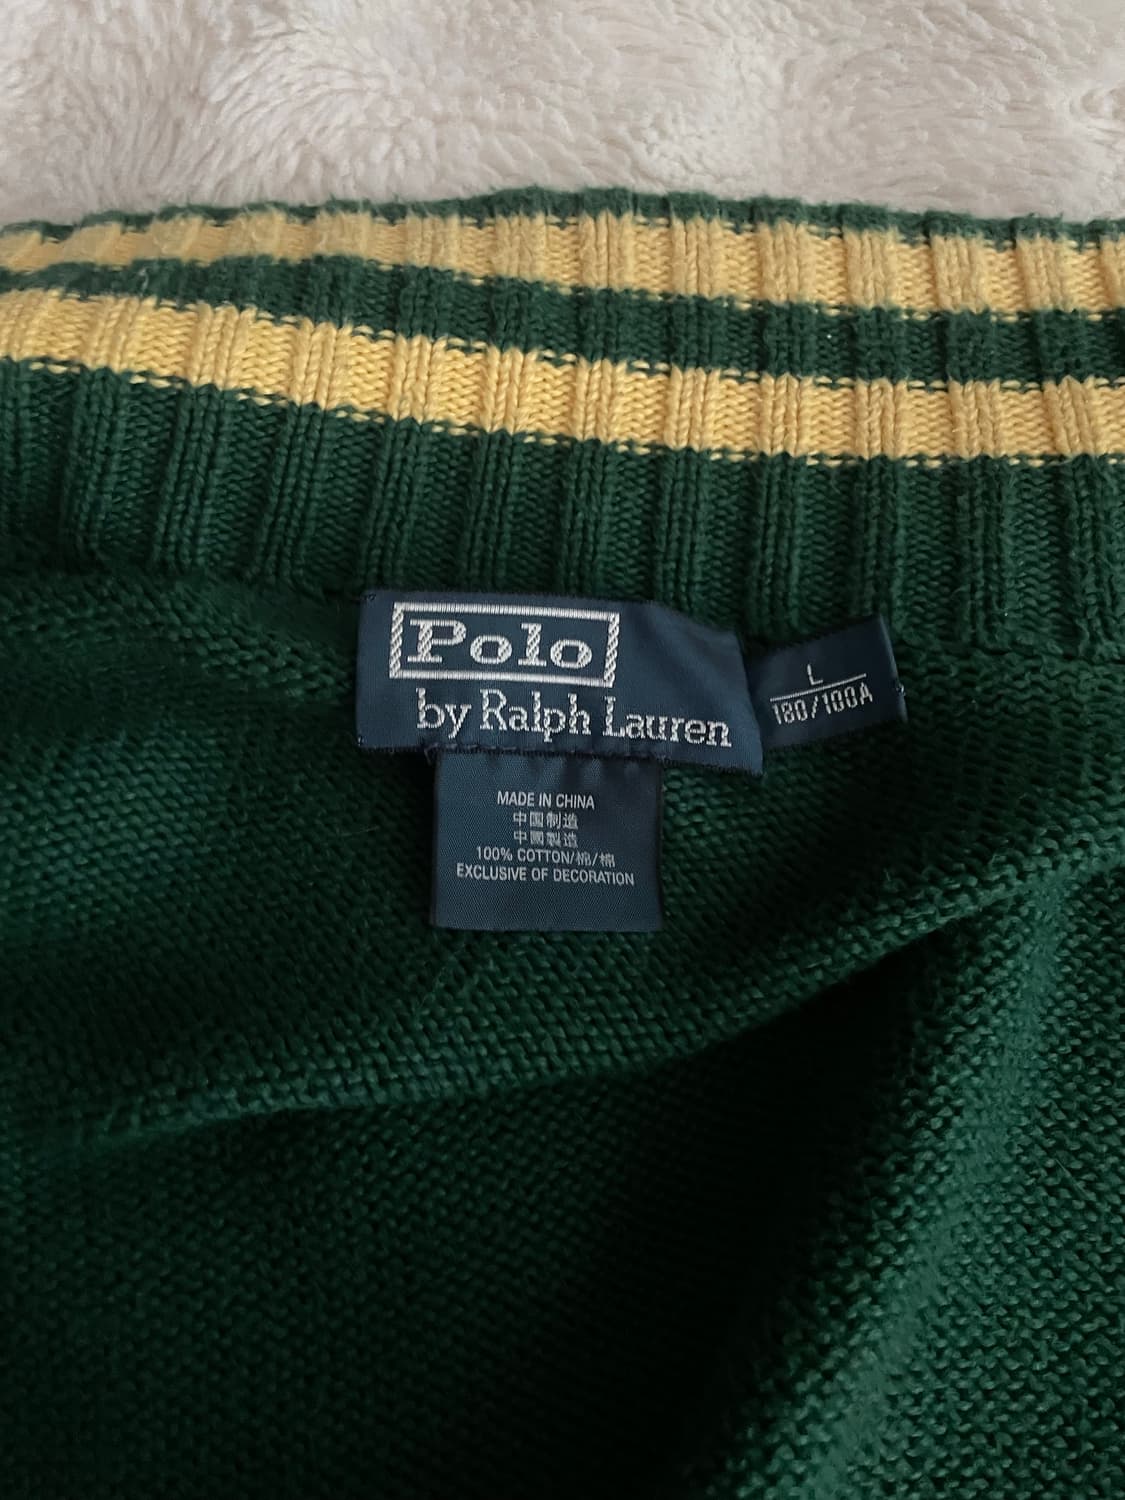 Polo
by Ralph Lauren
L
180/100A
MADE IN CHINA
中国制造
中國製造
100% COTTON/棉/棉
EXCLUSIVE OF DECORATION